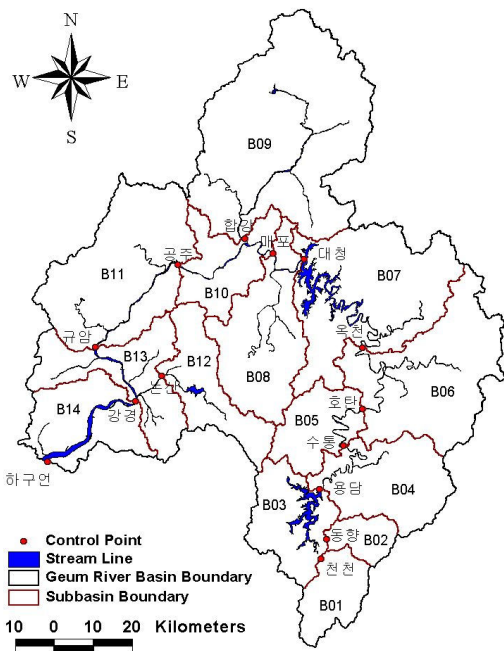 N
W E
S
B09
합강
매포
대청
공주
B11
B10
B07
옥천
규암
B13
B12
논산
B08
B06
B14
강경
B05
호탄
수통
하구언
B03
용담
B04
동향
B02
천천
B01
Control Point
Stream Line
Geum River Basin Boundary
Subbasin Boundary
10 0 10 20 Kilometers